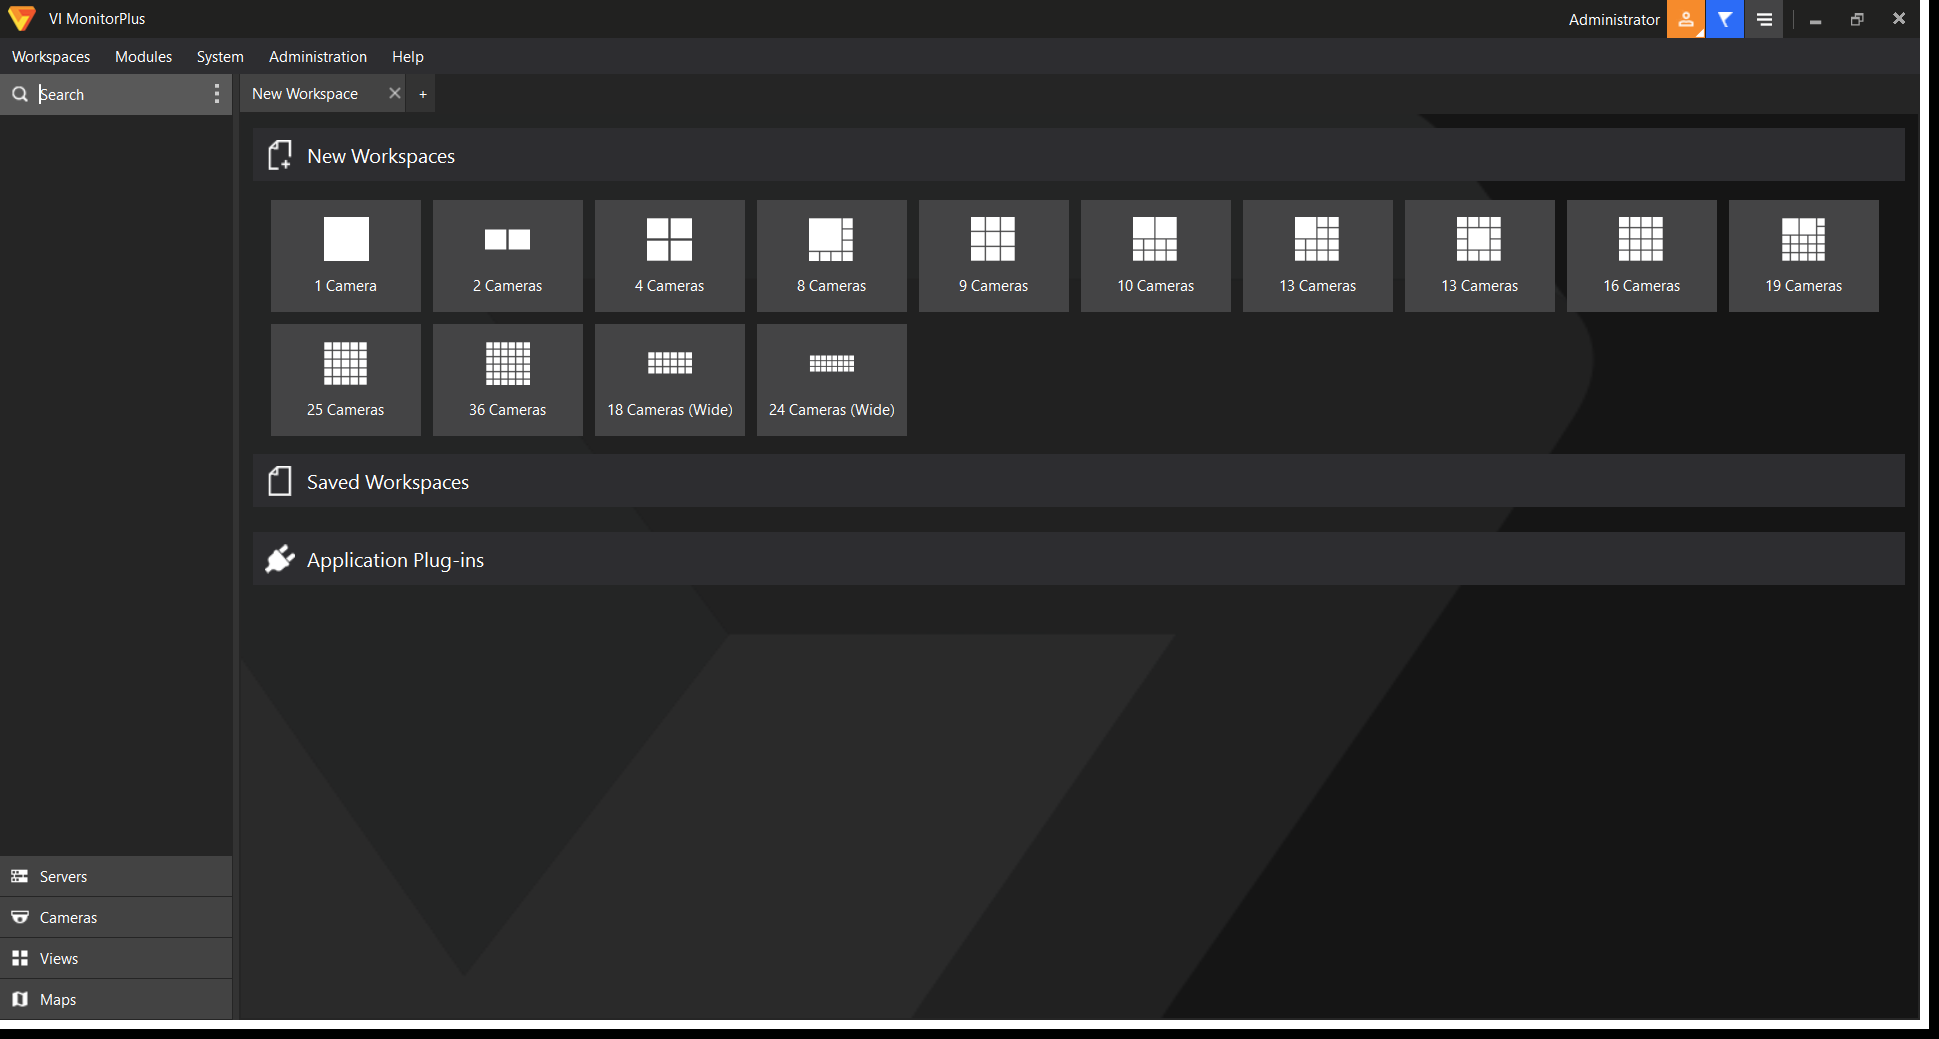 VI MonitorPlus
Administrator
Workspaces Modules System Administration Help
Search
New Workspace +
New Workspaces
1 Camera 2 Cameras 4 Cameras 8 Cameras 9 Cameras 10 Cameras 13 Cameras 13 Cameras 16 Cameras 19 Cameras
25 Cameras 36 Cameras 18 Cameras (Wide) 24 Cameras (Wide)
Saved Workspaces
Application Plug-ins
Servers
Cameras
Views
Maps